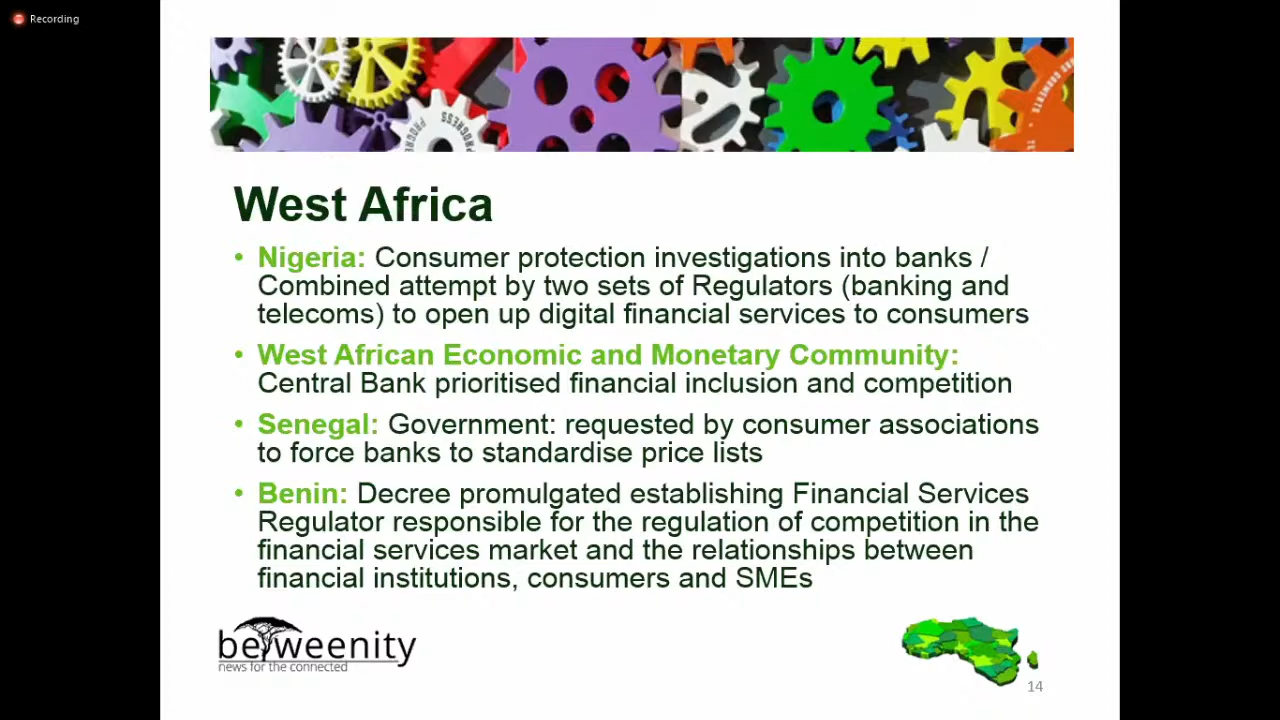 Recording
PROGRESS
West Africa
• Nigeria: Consumer protection investigations into banks /
Combined attempt by two sets of Regulators (banking and
telecoms) to open up digital financial services to consumers
• West African Economic and Monetary Community:
Central Bank prioritised financial inclusion and competition
• Senegal: Government: requested by consumer associations
to force banks to standardise price lists
• Benin: Decree promulgated establishing Financial Services
Regulator responsible for the regulation of competition in the
financial services market and the relationships between
financial institutions, consumers and SMEs
betweenity
news for the connected
14